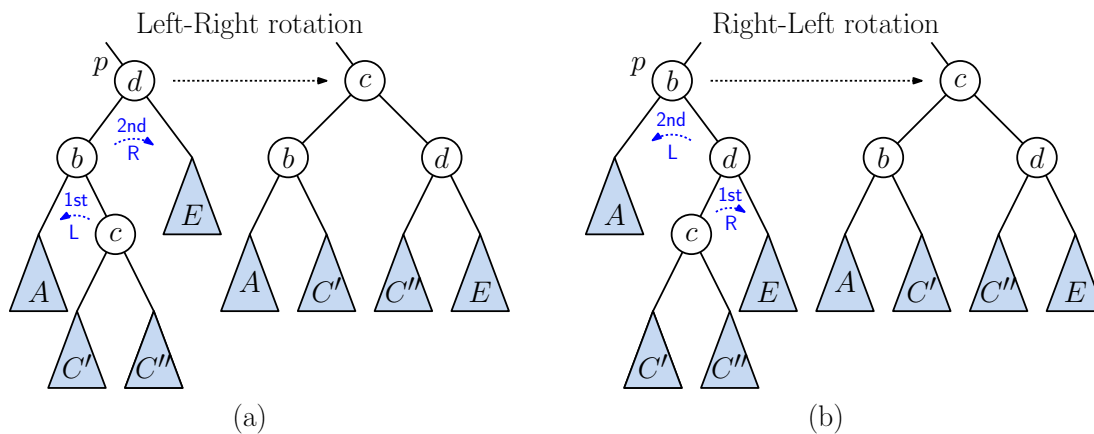 Left-Right rotation
p
d
c
2nd
R
b
b
d
1st
L
c
E
A
A
C′
C″
E
C′
C″
(a)
Right-Left rotation
p
b
c
2nd
L
d
b
d
1st
R
c
A
E
A
C′
C″
E
C′
C″
(b)